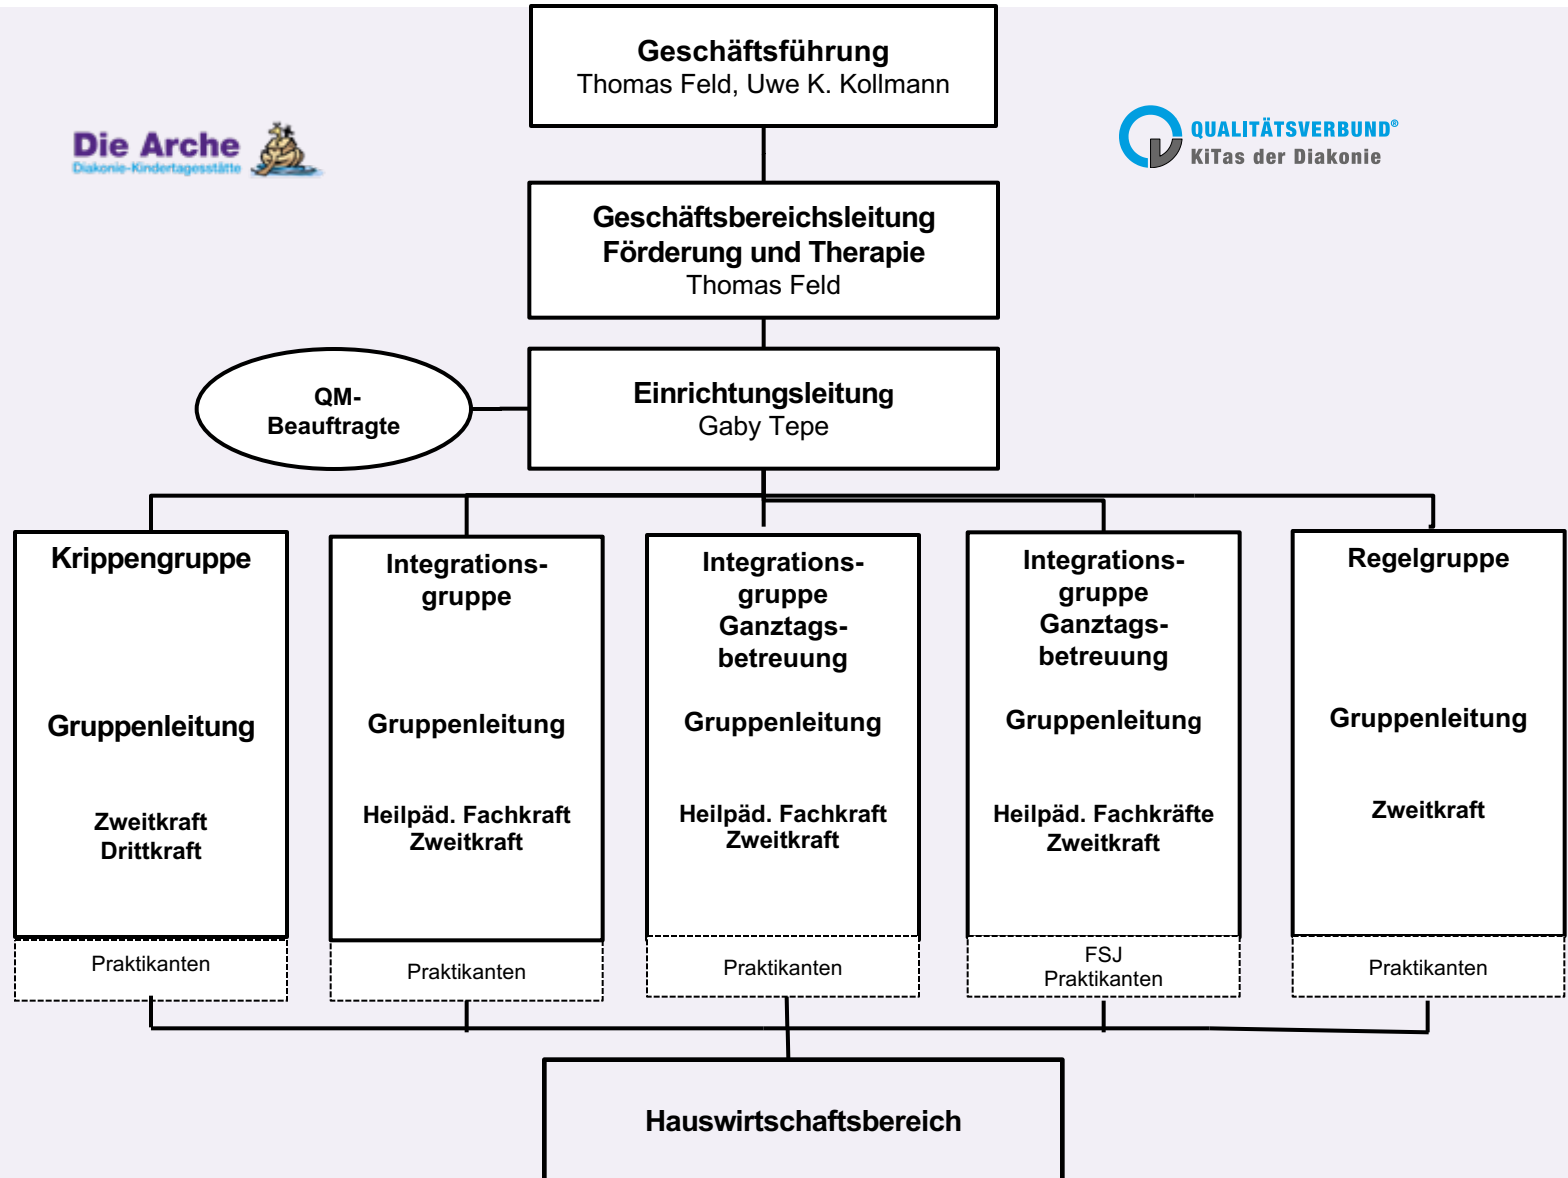 Geschäftsführung
Thomas Feld, Uwe K. Kollmann
Die Arche
Diakonie-Kindertagesstätte
QUALITÄTSVERBUND®
KiTas der Diakonie
Geschäftsbereichsleitung
Förderung und Therapie
Thomas Feld
QM-
Beauftragte
Einrichtungsleitung
Gaby Tepe
Krippengruppe
Gruppenleitung
Zweitkraft
Drittkraft
Praktikanten
Integrations-
gruppe
Gruppenleitung
Heilpäd. Fachkraft
Zweitkraft
Praktikanten
Integrations-
gruppe
Ganztags-
betreuung
Gruppenleitung
Heilpäd. Fachkraft
Zweitkraft
Praktikanten
Integrations-
gruppe
Ganztags-
betreuung
Gruppenleitung
Heilpäd. Fachkräfte
Zweitkraft
FSJ
Praktikanten
Regelgruppe
Gruppenleitung
Zweitkraft
Praktikanten
Hauswirtschaftsbereich